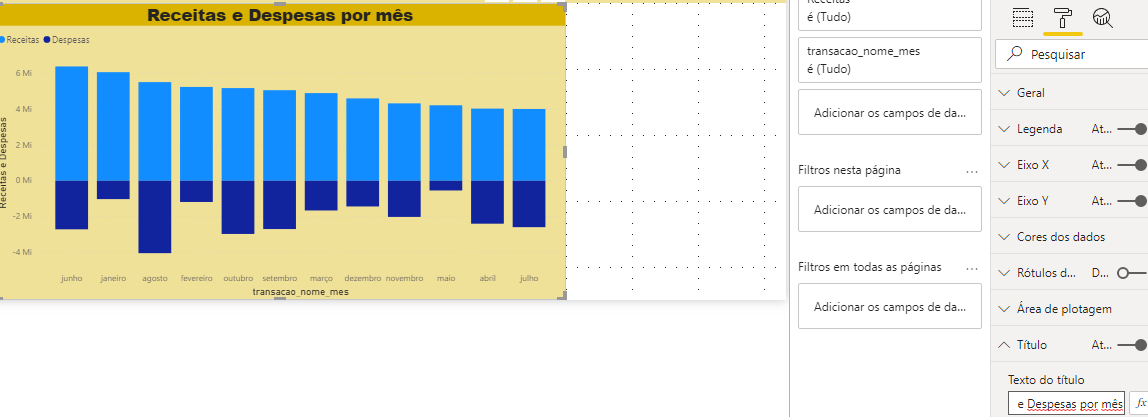 Receitas e Despesas por mês
Receitas Despesas
6 Mi
4 Mi
2 Mi
0 Mi
-2 Mi
-4 Mi
Receitas e Despesas
junho janeiro agosto fevereiro outubro setembro março dezembro novembro maio abril julho
transacao_nome_mes
Receitas
é (Tudo)
transacao_nome_mes
é (Tudo)
Adicionar os campos de da...
Filtros nesta página ...
Adicionar os campos de da...
Filtros em todas as páginas ...
Adicionar os campos de da...
Pesquisar
Geral
Legenda At...
Eixo X At...
Eixo Y At...
Cores dos dados
Rótulos d... D...
Área de plotagem
Título At...
Texto do título
e Despesas por mês fx